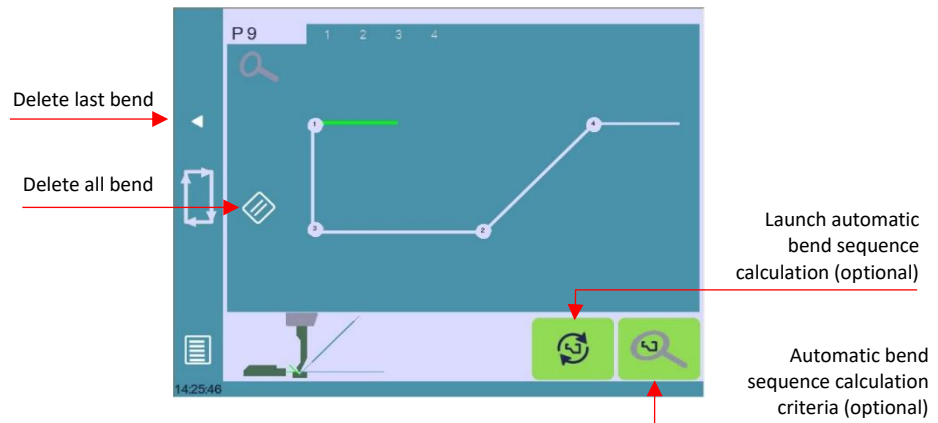 P 9
1 2 3 4
Delete last bend
1
4
Delete all bend
3
2
Launch automatic
bend sequence
calculation (optional)
Automatic bend
sequence calculation
criteria (optional)
14:25:46